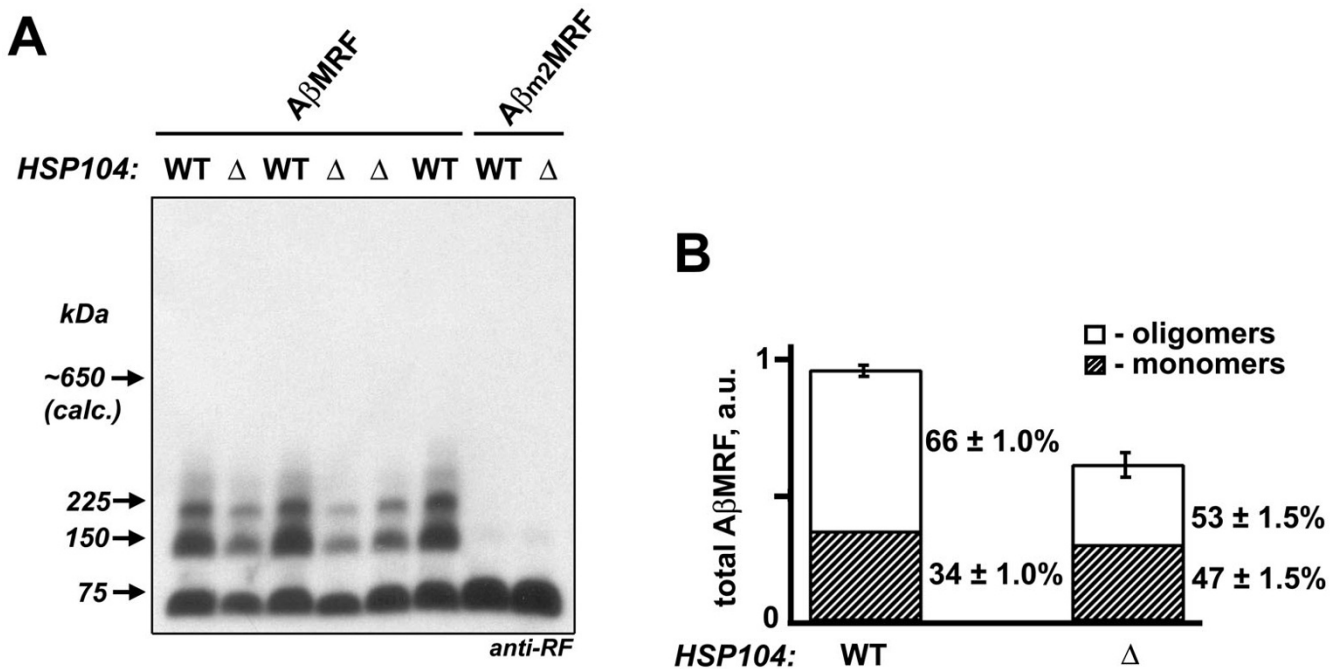 A
AβMRF
Aβm2MRF
HSP104: WT Δ WT Δ Δ WT WT Δ
kDa
~650
(calc.)
225
150
75
anti-RF
B
- oligomers
- monomers
total AβMRF, a.u.
1
0
66 ± 1.0%
34 ± 1.0%
53 ± 1.5%
47 ± 1.5%
HSP104: WT Δ